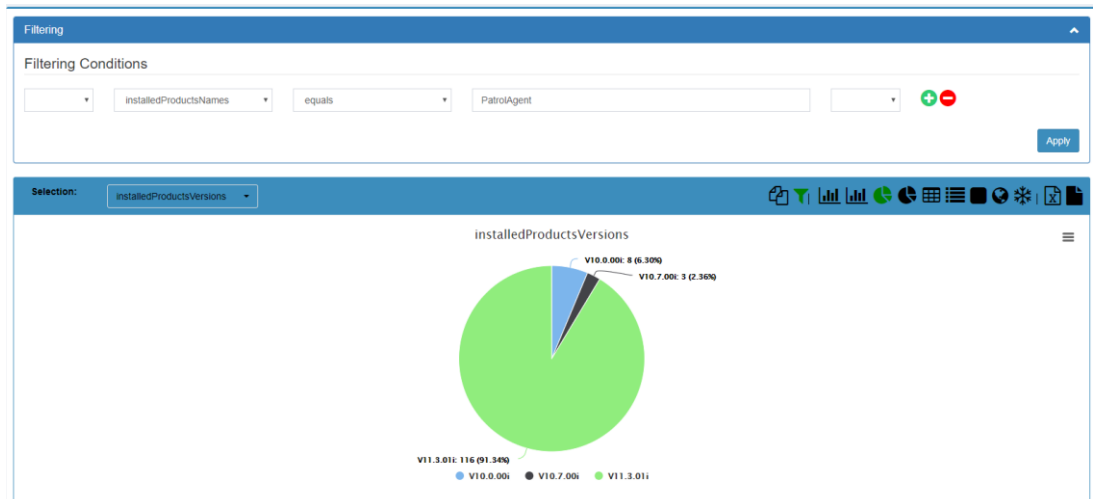 Filtering
Filtering Conditions
installedProductsNames equals PatrolAgent
Apply
Selection: installedProductsVersions
installedProductsVersions
V10.0.00i: 8 (6.30%)
V10.7.00i: 3 (2.36%)
V11.3.01i: 116 (91.34%)
V10.0.00i V10.7.00i V11.3.01i